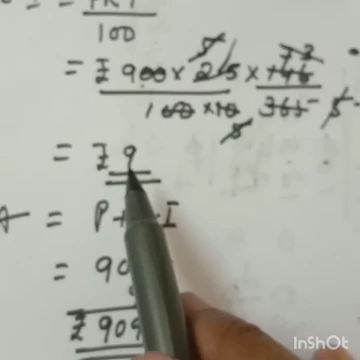 PRT
100
= ₹ 900 × 25 × 146
100 × 10 365
= ₹ 9
A = P + I
= 90
₹ 909
InShOt